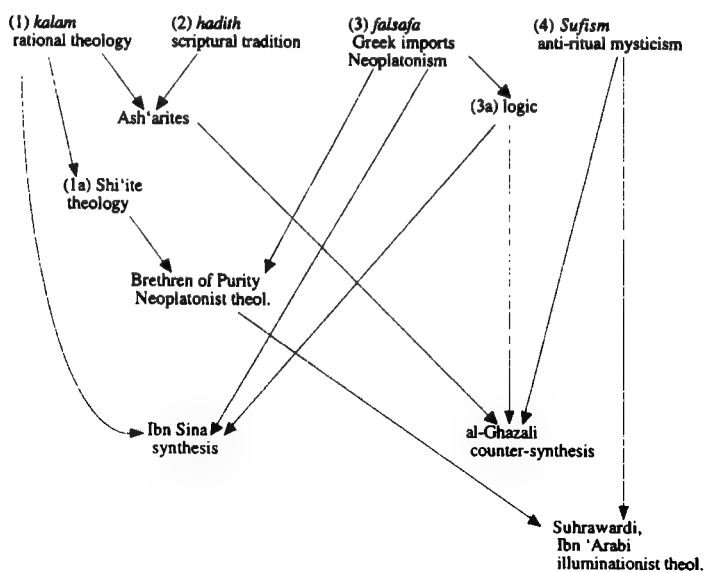 (1) kalam
rational theology
(2) hadith
scriptural tradition
(3) falsafa
Greek imports
Neoplatonism
(4) Sufism
anti-ritual mysticism
(3a) logic
Ash‘arites
(1a) Shi‘ite
theology
Brethren of Purity
Neoplatonist theol.
Ibn Sina
synthesis
al-Ghazali
counter-synthesis
Suhrawardi,
Ibn ‘Arabi
illuminationist theol.